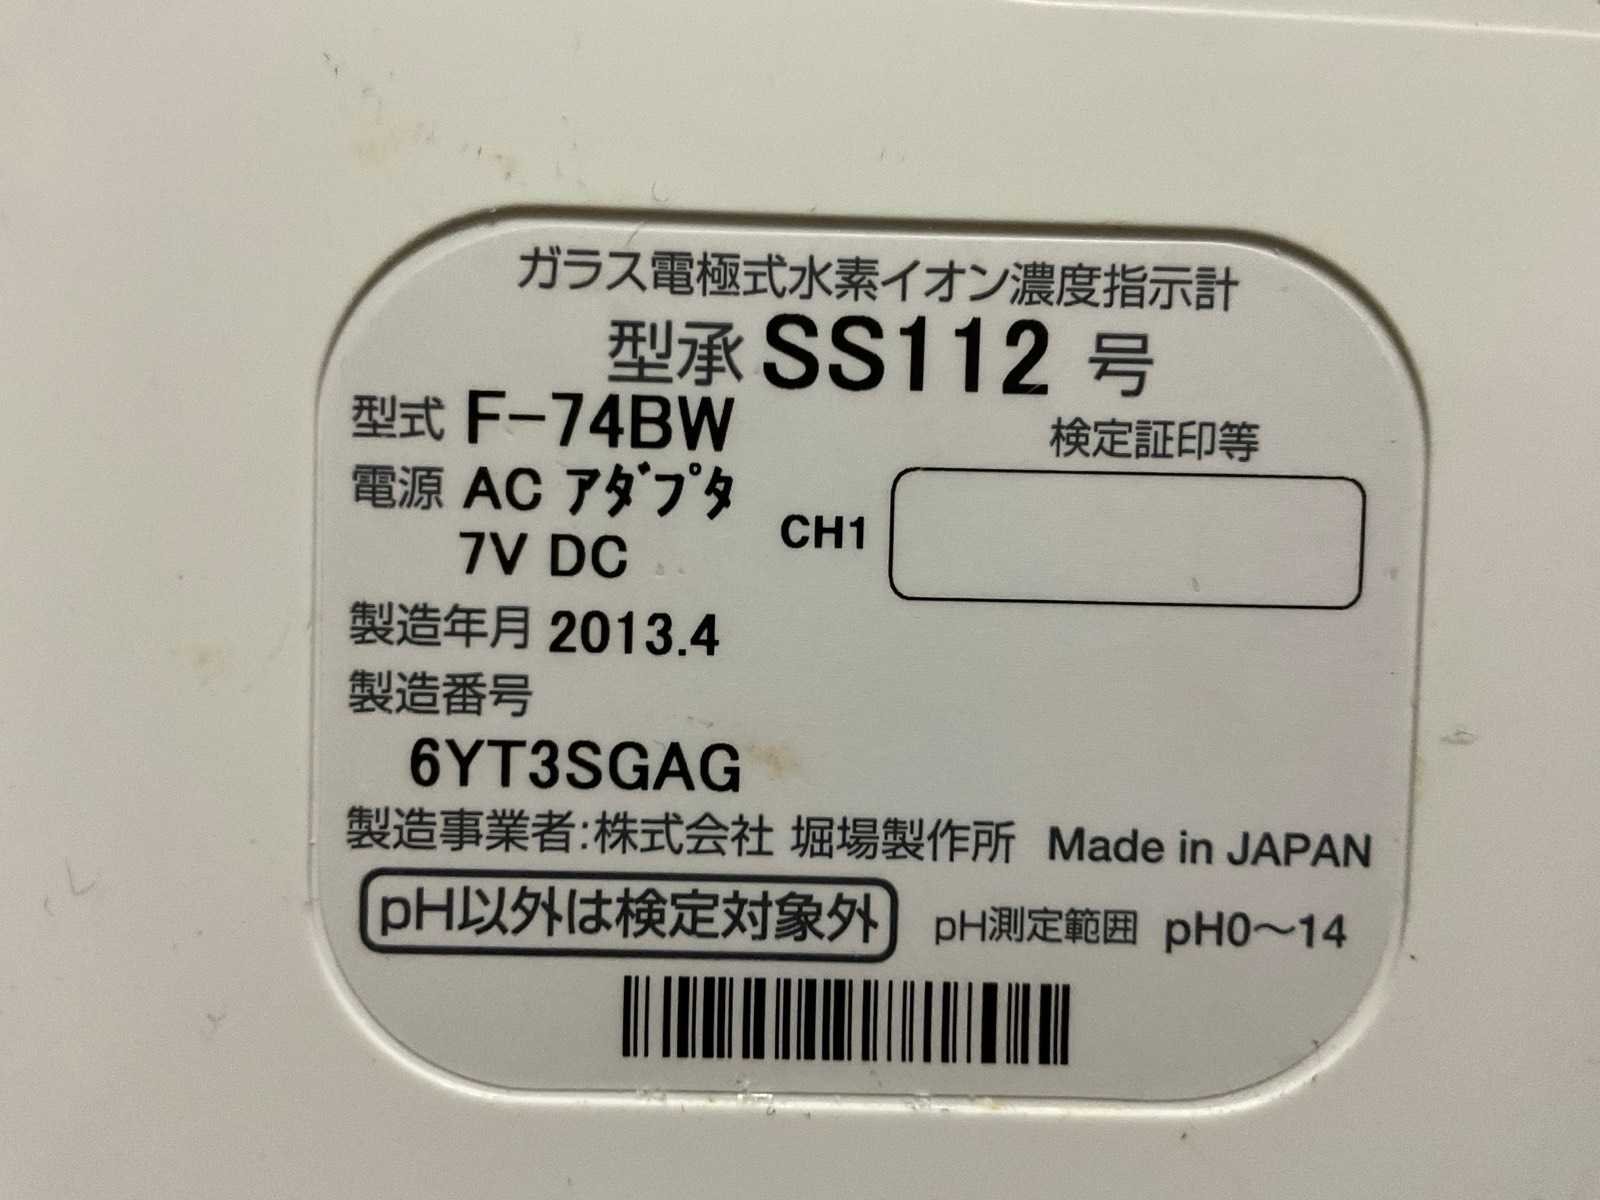 ガラス電極式水素イオン濃度指示計
型承 SS112 号
型式 F-74BW
検定証印等
電源 AC アダプタ
CH1
7V DC
製造年月 2013.4
製造番号
6YT3SGAG
製造事業者:株式会社 堀場製作所 Made in JAPAN
pH以外は検定対象外 pH測定範囲 pH0～14